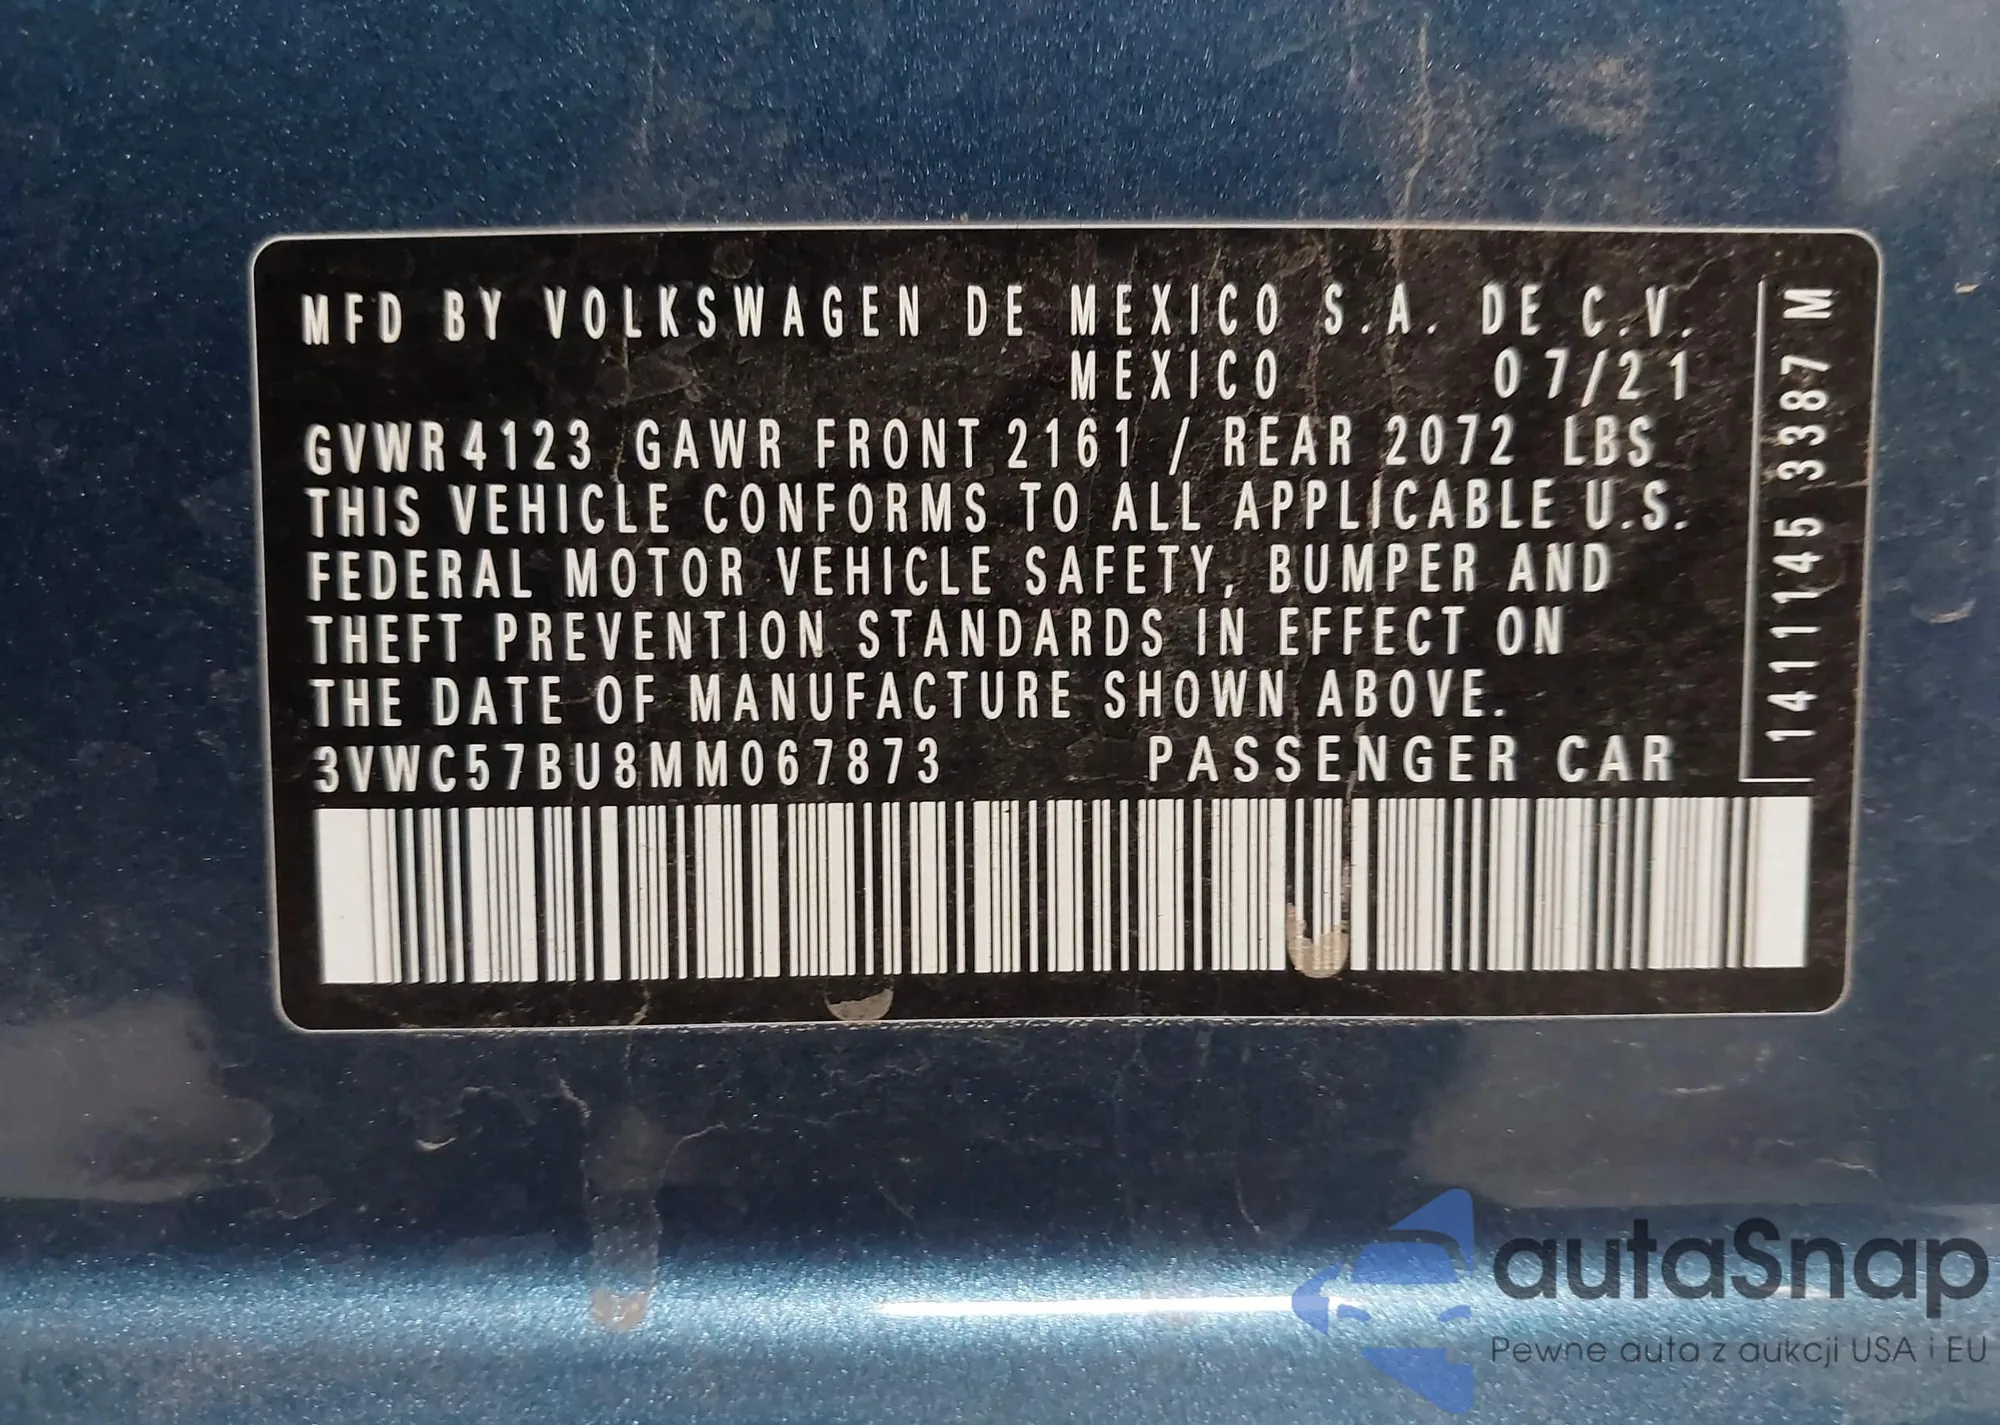 MFD BY VOLKSWAGEN DE MEXICO S.A. DE C.V.
MEXICO 07/21
GVWR 4123 GAWR FRONT 2161 / REAR 2072 LBS
THIS VEHICLE CONFORMS TO ALL APPLICABLE U.S.
FEDERAL MOTOR VEHICLE SAFETY, BUMPER AND
THEFT PREVENTION STANDARDS IN EFFECT ON
THE DATE OF MANUFACTURE SHOWN ABOVE.
3VWC57BU8MM067873 PASSENGER CAR
141145 3387 M
autaSnap
Pewne auta z aukcji USA i EU